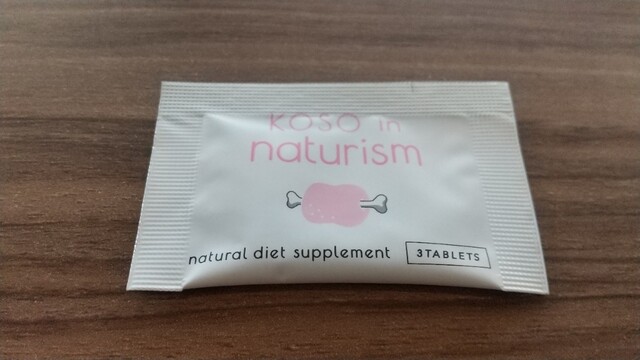 KOSO in
naturism
natural diet supplement 3TABLETS